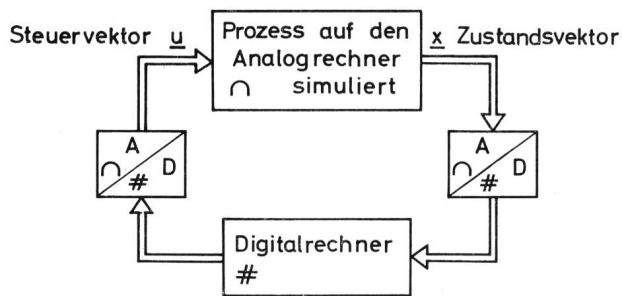 Steuervektor u
Prozess auf den
Analogrechner
∩ simuliert
x Zustandsvektor
A
∩ D
#
A
∩ D
#
Digitalrechner
#